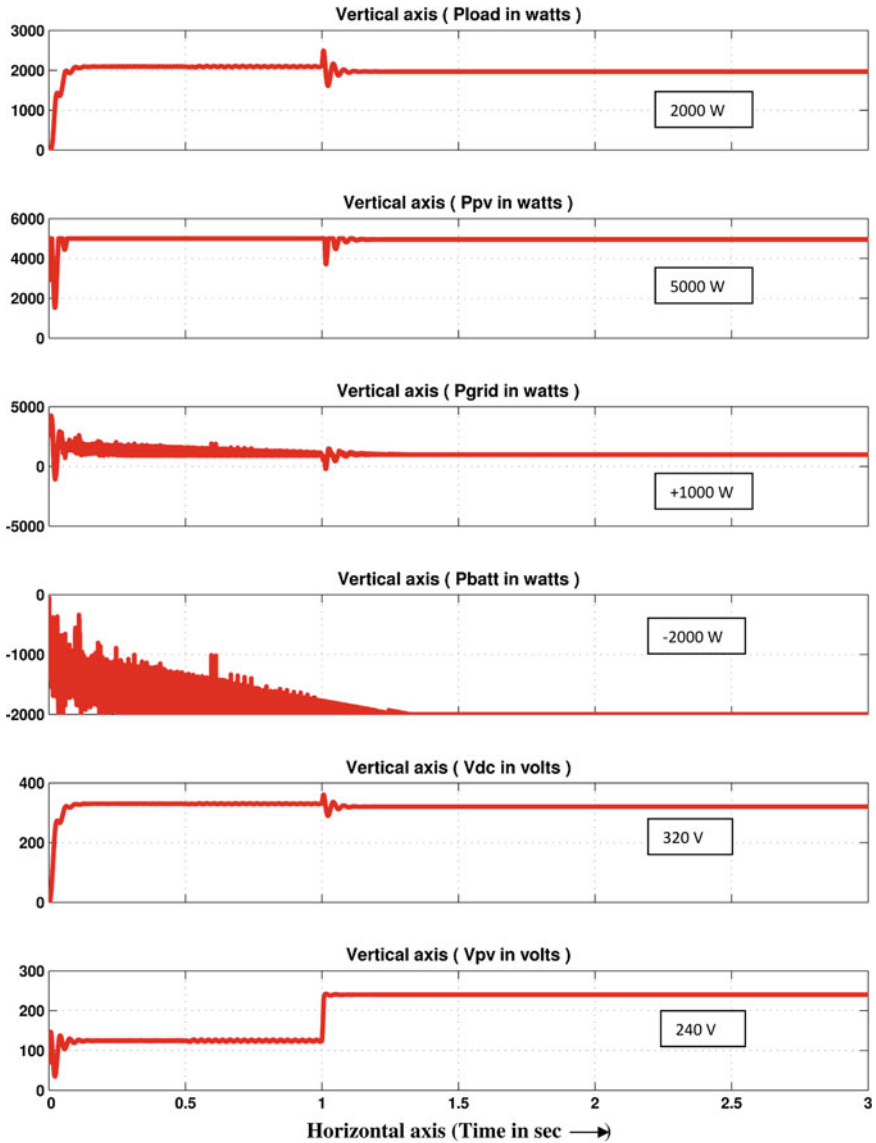 Vertical axis ( Pload in watts )
3000
2000
1000
0
2000 W
Vertical axis ( Ppv in watts )
6000
4000
2000
0
5000 W
Vertical axis ( Pgrid in watts )
5000
0
-5000
+1000 W
Vertical axis ( Pbatt in watts )
0
-1000
-2000
-2000 W
Vertical axis ( Vdc in volts )
400
200
0
320 V
Vertical axis ( Vpv in volts )
300
200
100
0
240 V
0 0.5 1 1.5 2 2.5 3
Horizontal axis (Time in sec →)